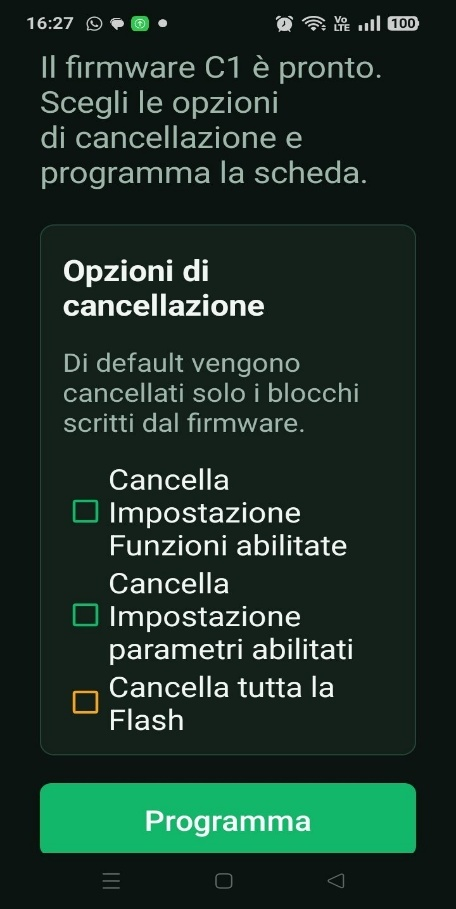 16:27
Vo
LTE
100
Il firmware C1 è pronto.
Scegli le opzioni
di cancellazione e
programma la scheda.
Opzioni di
cancellazione
Di default vengono
cancellati solo i blocchi
scritti dal firmware.
Cancella
Impostazione
Funzioni abilitate
Cancella
Impostazione
parametri abilitati
Cancella tutta la
Flash
Programma